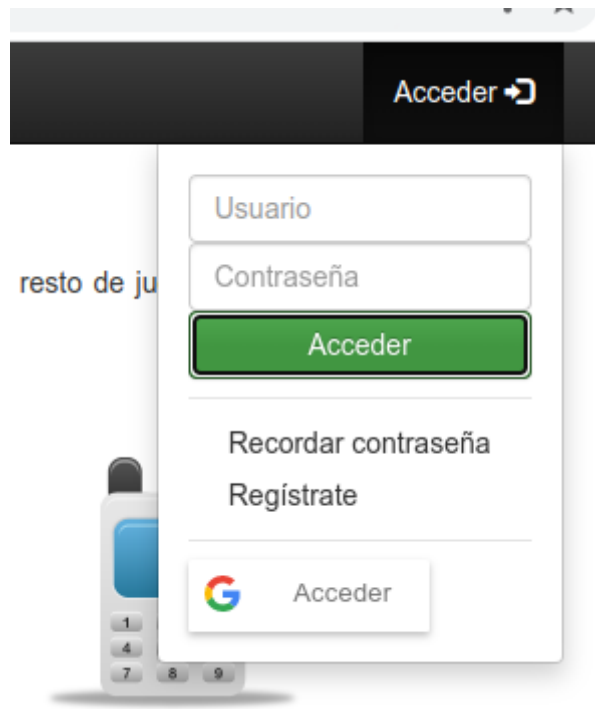 Acceder
Usuario
resto de ju
Contraseña
Acceder
Recordar contraseña
Regístrate
Acceder
1
4
7 8 9